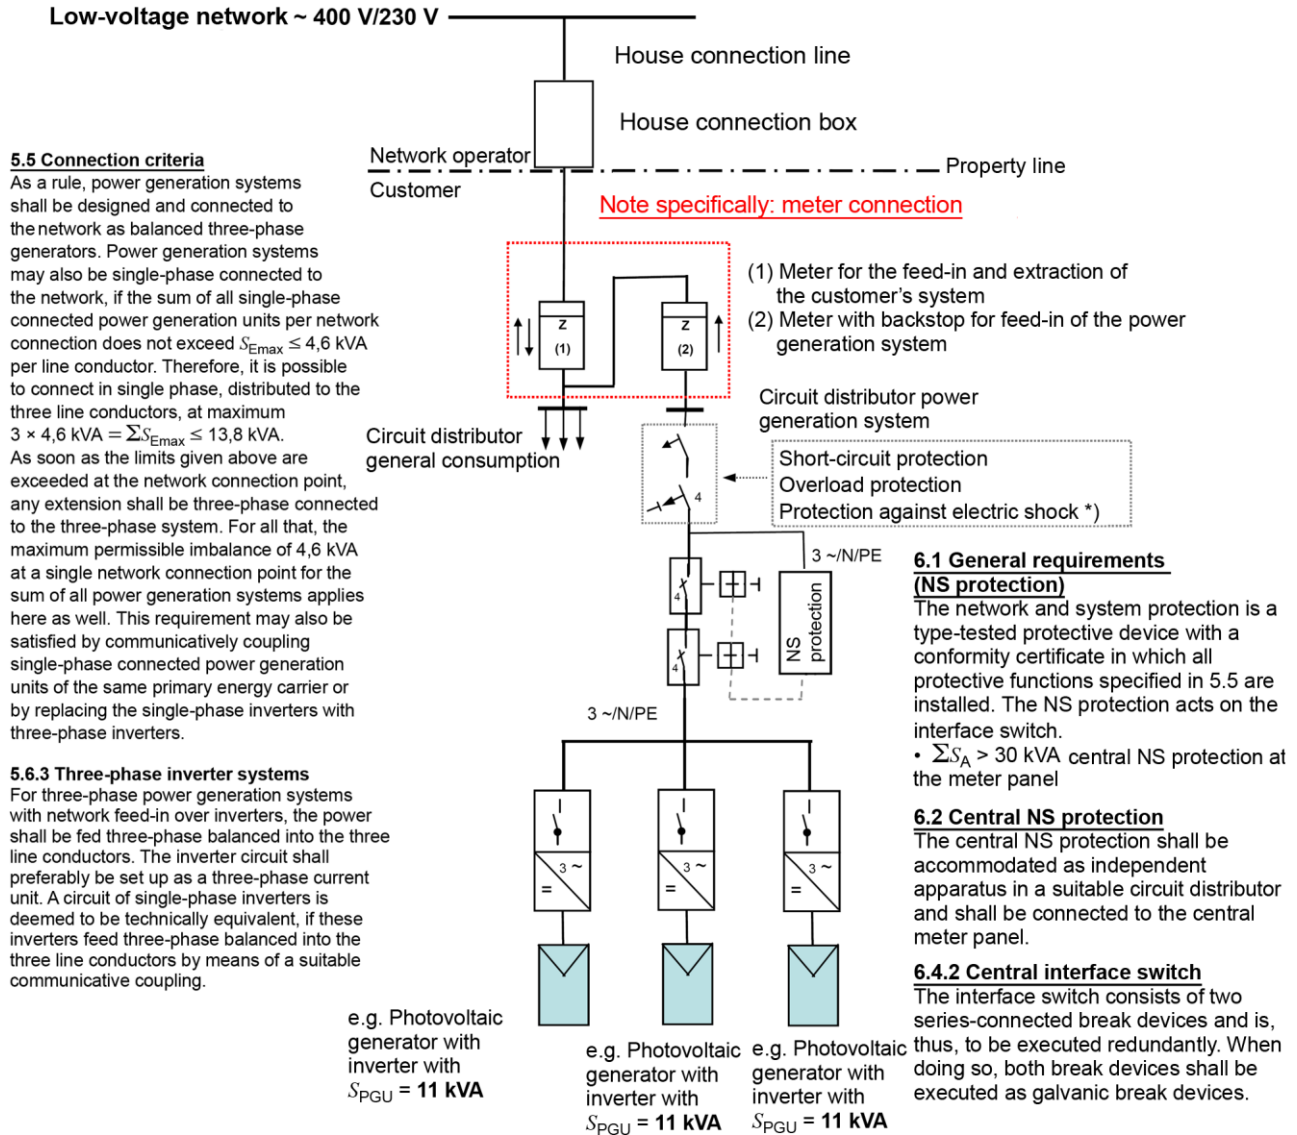 Low-voltage network ~ 400 V/230 V
House connection line
House connection box
Network operator
Property line
Customer
Note specifically: meter connection
5.5 Connection criteria
As a rule, power generation systems
shall be designed and connected to
the network as balanced three-phase
generators. Power generation systems
may also be single-phase connected to
the network, if the sum of all single-phase
connected power generation units per network
connection does not exceed SEmax ≤ 4,6 kVA
per line conductor. Therefore, it is possible
to connect in single phase, distributed to the
three line conductors, at maximum
3 × 4,6 kVA = ΣSEmax ≤ 13,8 kVA.
As soon as the limits given above are
exceeded at the network connection point,
any extension shall be three-phase connected
to the three-phase system. For all that, the
maximum permissible imbalance of 4,6 kVA
at a single network connection point for the
sum of all power generation systems applies
here as well. This requirement may also be
satisfied by communicatively coupling
single-phase connected power generation
units of the same primary energy carrier or
by replacing the single-phase inverters with
three-phase inverters.
5.6.3 Three-phase inverter systems
For three-phase power generation systems
with network feed-in over inverters, the power
shall be fed three-phase balanced into the three
line conductors. The inverter circuit shall
preferably be set up as a three-phase current
unit. A circuit of single-phase inverters is
deemed to be technically equivalent, if these
inverters feed three-phase balanced into the
three line conductors by means of a suitable
communicative coupling.
Z
(1)
Z
(2)
(1) Meter for the feed-in and extraction of
the customer's system
(2) Meter with backstop for feed-in of the power
generation system
Circuit distributor
general consumption
Circuit distributor power
generation system
4
Short-circuit protection
Overload protection
Protection against electric shock *)
3 ~/N/PE
4
4
NS
protection
3 ~/N/PE
3 ~
=
3 ~
=
3 ~
=
e.g. Photovoltaic
generator with
inverter with
SPGU = 11 kVA
e.g. Photovoltaic
generator with
inverter with
SPGU = 11 kVA
e.g. Photovoltaic
generator with
inverter with
SPGU = 11 kVA
6.1 General requirements
(NS protection)
The network and system protection is a
type-tested protective device with a
conformity certificate in which all
protective functions specified in 5.5 are
installed. The NS protection acts on the
interface switch.
• ΣSA > 30 kVA central NS protection at
the meter panel
6.2 Central NS protection
The central NS protection shall be
accommodated as independent
apparatus in a suitable circuit distributor
and shall be connected to the central
meter panel.
6.4.2 Central interface switch
The interface switch consists of two
series-connected break devices and is,
thus, to be executed redundantly. When
doing so, both break devices shall be
executed as galvanic break devices.